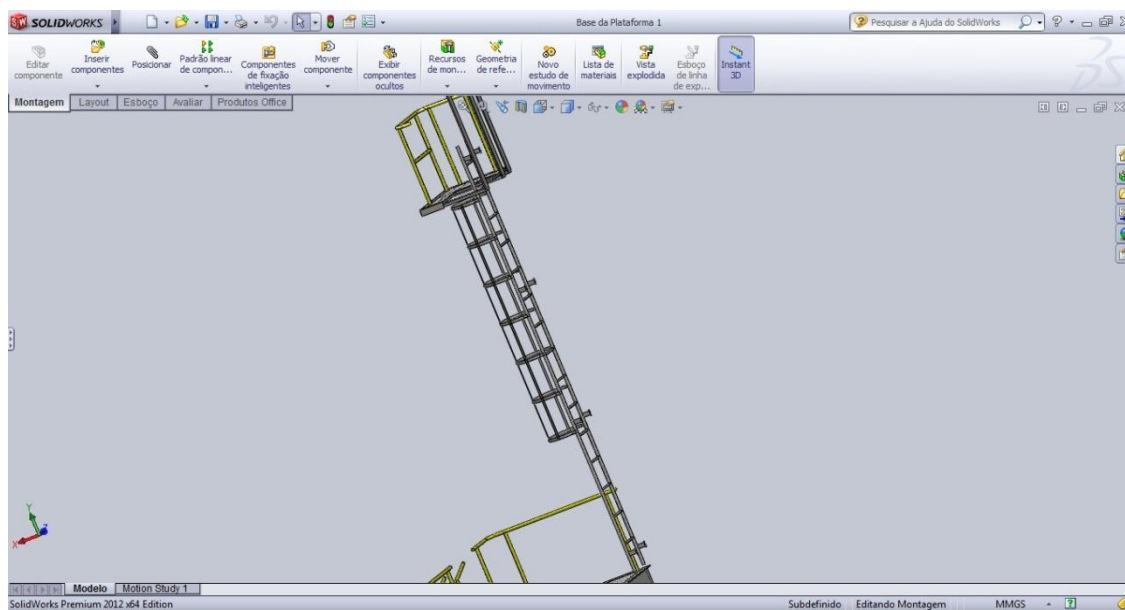 SOLIDWORKS
Base da Plataforma 1
Pesquisar a Ajuda do SolidWorks
Editar componente
Inserir componentes
Posicionar
Padrão linear de compon...
Componentes de fixação inteligentes
Mover componente
Exibir componentes ocultos
Recursos de mon...
Geometria de refe...
Novo estudo de movimento
Lista de materiais
Vista explodida
Esboço de linha de exp...
Instant 3D
Montagem Layout Esboço Avaliar Produtos Office
Y
X
Z
Modelo Motion Study 1
SolidWorks Premium 2012 x64 Edition
Subdefinido Editando Montagem MMGS